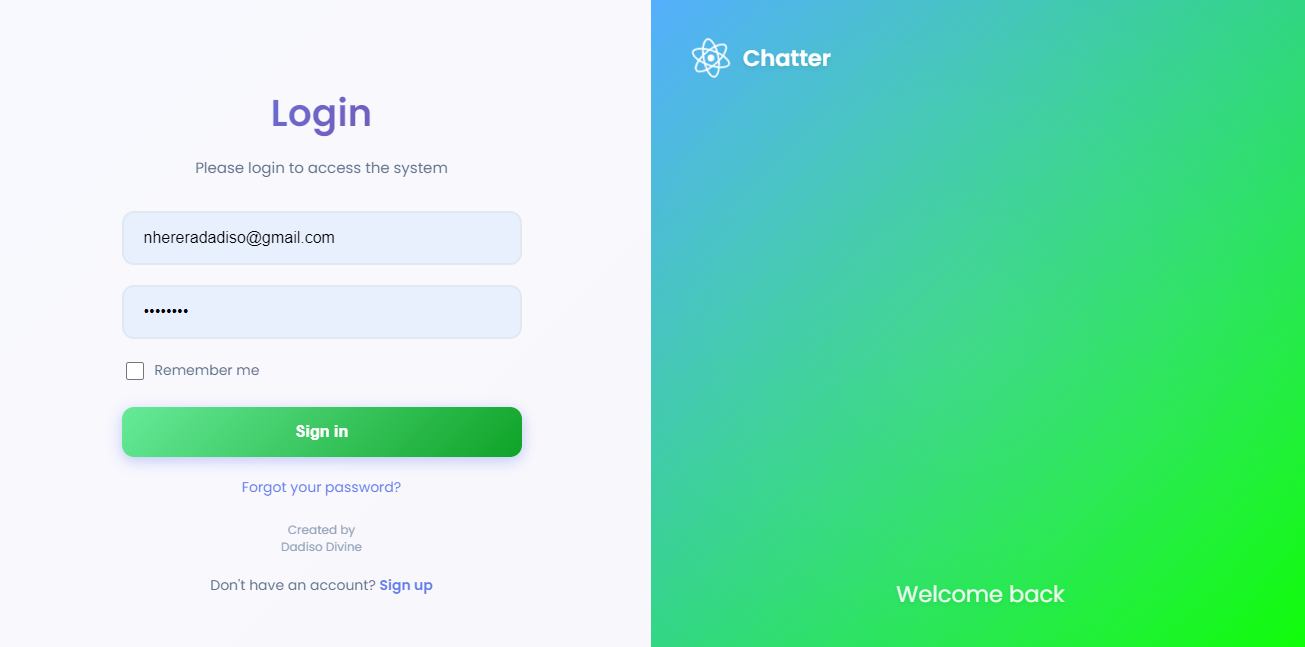 Login
Please login to access the system
nhereradadiso@gmail.com
••••••••
Remember me
Sign in
Forgot your password?
Created by
Dadiso Divine
Don't have an account? Sign up
Chatter
Welcome back